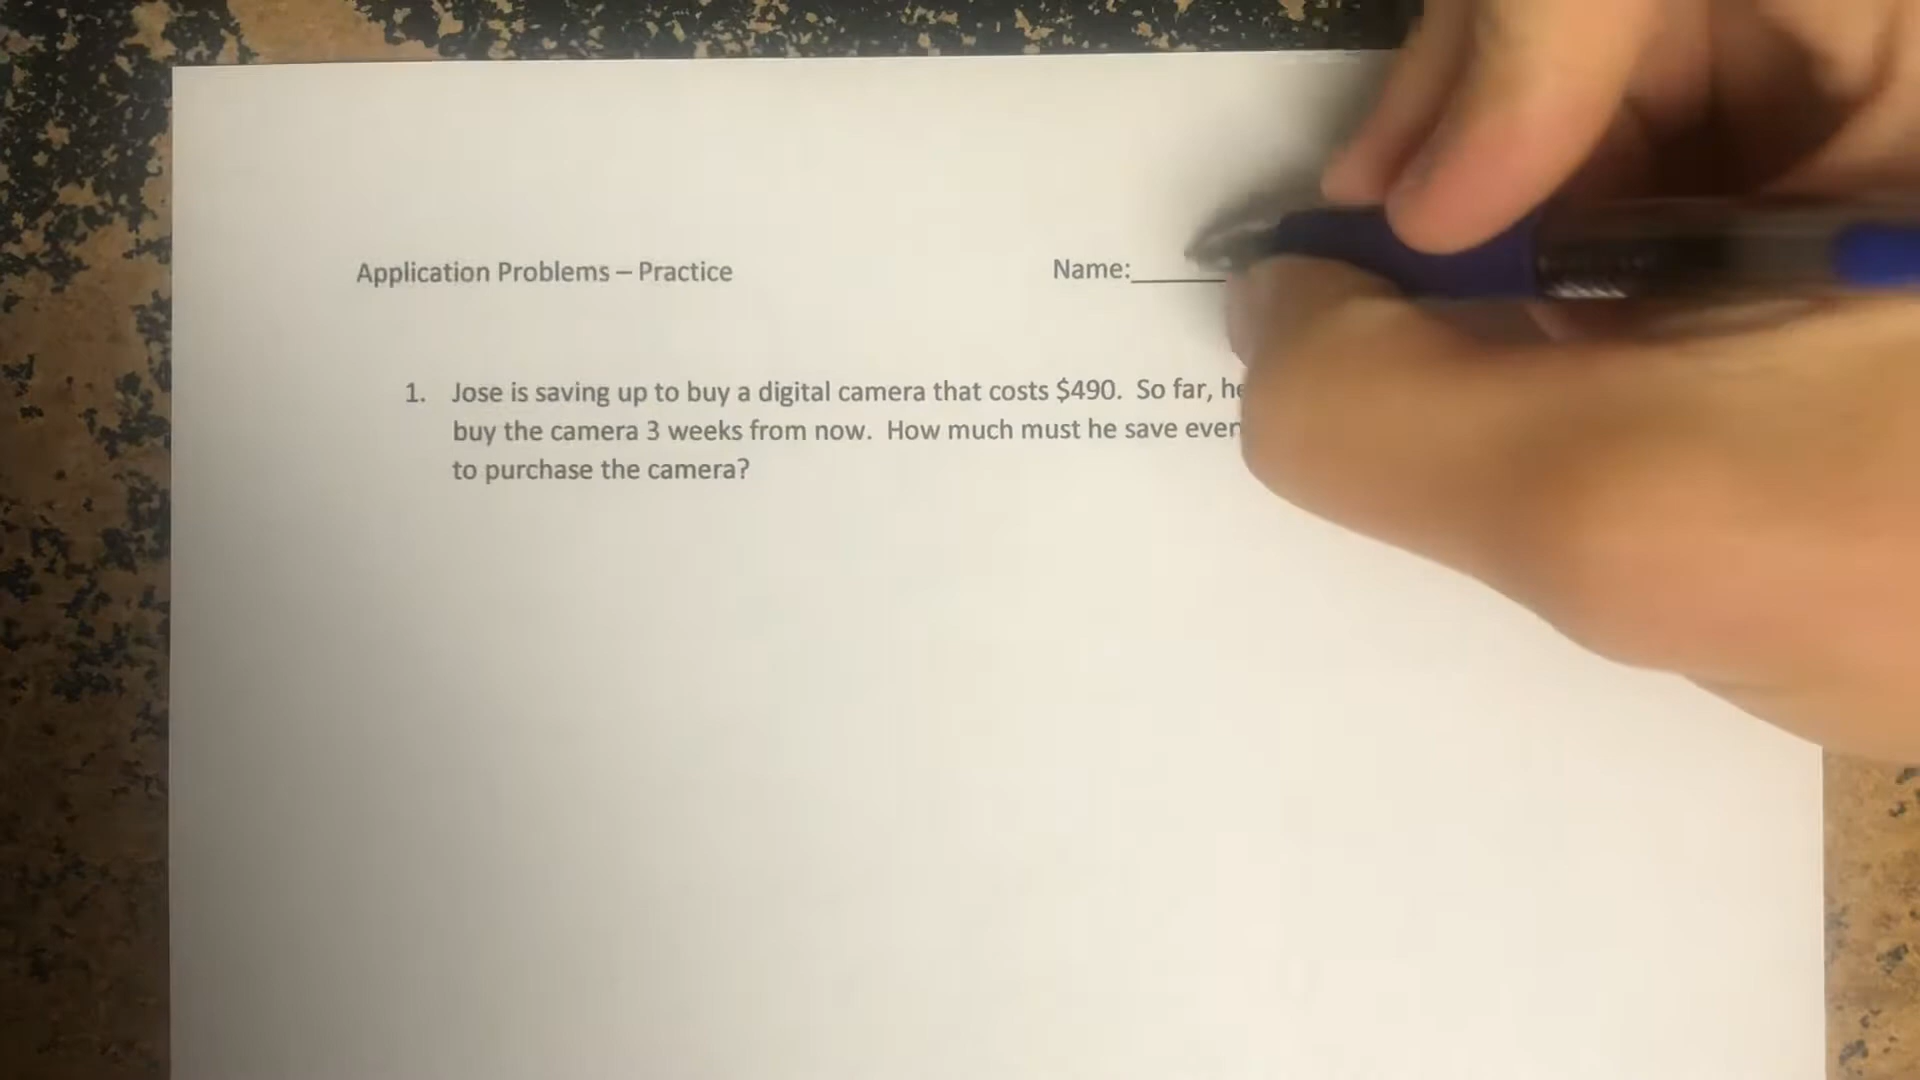 Application Problems – Practice Name:
1. Jose is saving up to buy a digital camera that costs $490. So far, he
buy the camera 3 weeks from now. How much must he save
to purchase the camera?